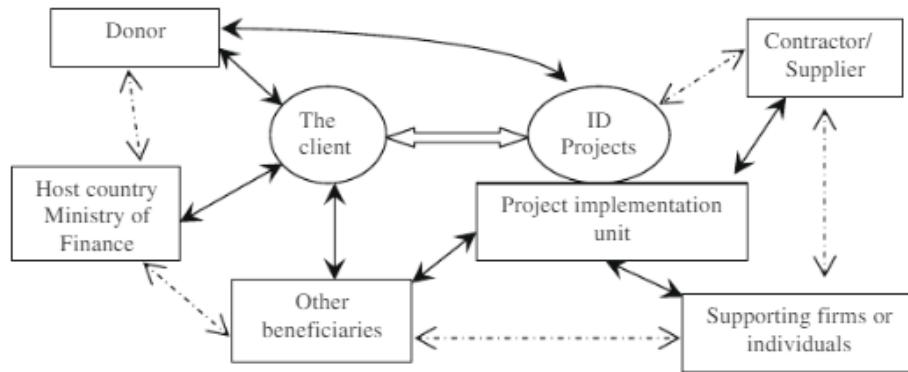 Donor
Contractor/
Supplier
The
client
ID
Projects
Host country
Ministry of
Finance
Project implementation
unit
Other
beneficiaries
Supporting firms or
individuals